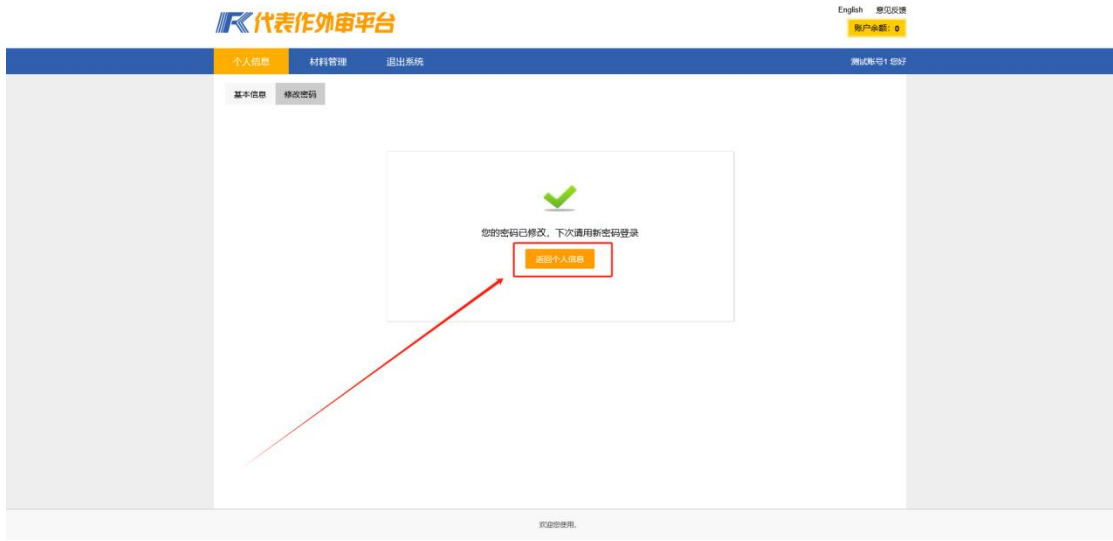 English 意见反馈
代表作外审平台
账户余额：0
个人信息 材料管理 退出系统 测试账号1 您好
基本信息 修改密码
您的密码已修改，下次请用新密码登录
返回个人信息
欢迎您使用。